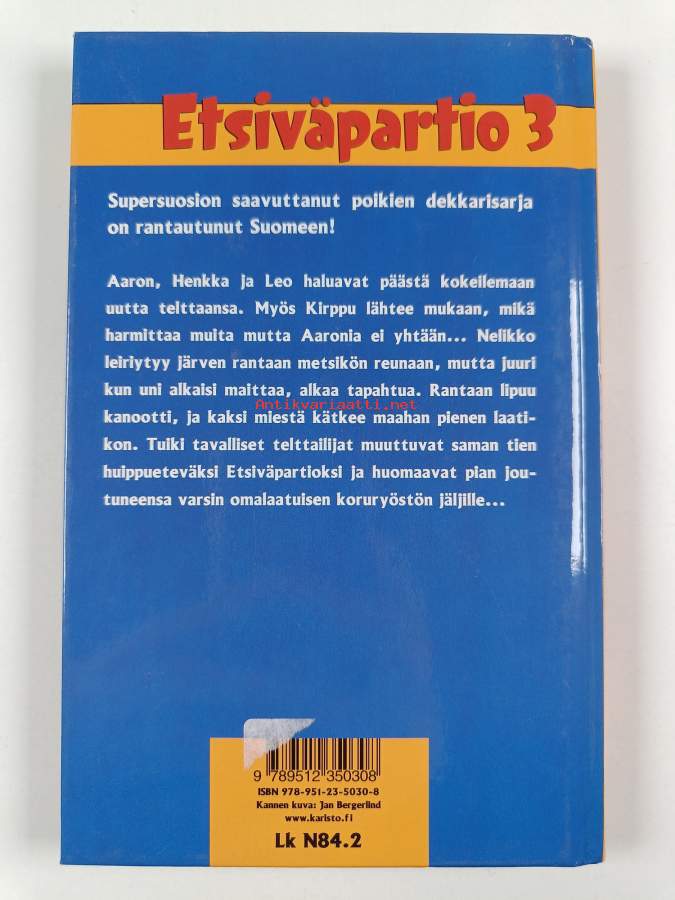 Etsiväpartio 3
Supersuosion saavuttanut poikien dekkarisarja
on rantautunut Suomeen!
Aaron, Henkka ja Leo haluavat päästä kokeilemaan
uutta telttaansa. Myös Kirppu lähtee mukaan, mikä
harmittaa muita mutta Aaronia ei yhtään... Nelikko
leiriytyy järven rantaan metsikön reunaan, mutta juuri
kun uni alkaisi maittaa, alkaa tapahtua. Rantaan lipuu
Antikvariaatti.net
kanootti, ja kaksi miestä kätkee maahan pienen laati-
kon. Tuiki tavalliset telttailijat muuttuvat saman tien
huippueteväksi Etsiväpartioksi ja huomaavat pian jou-
tuneensa varsin omalaatuisen koruryöstön jäljille...
9 789512 350308
ISBN 978-951-23-5030-8
Kannen kuva: Jan Bergerlind
www.karisto.fi
Lk N84.2